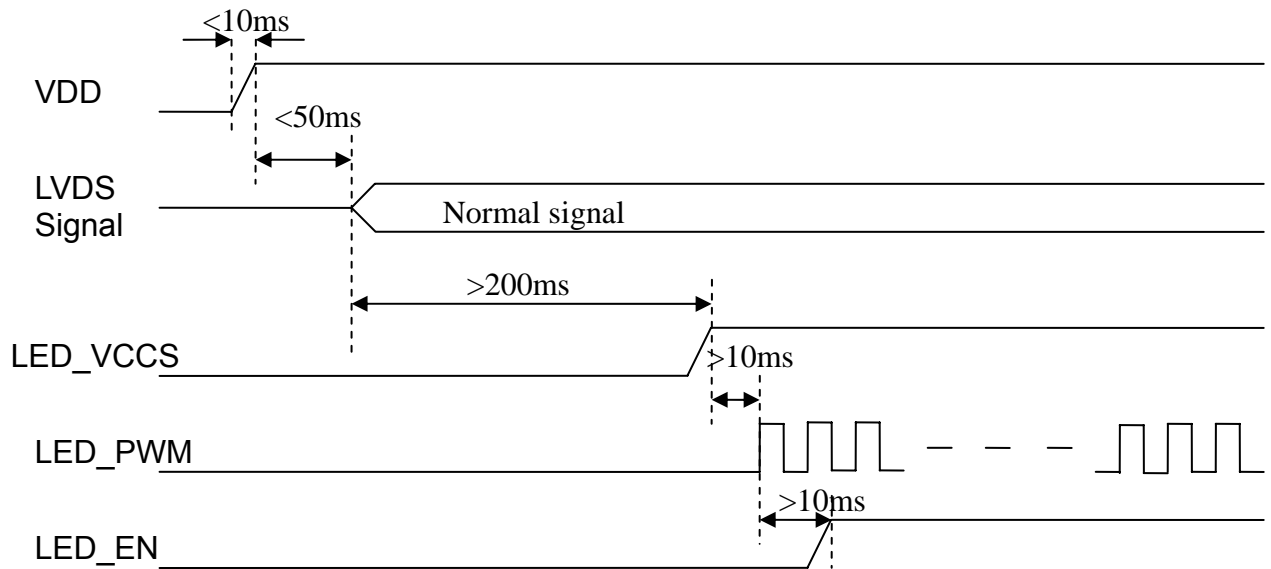 <10ms
VDD
<50ms
LVDS
Signal
Normal signal
>200ms
LED_VCCS
>10ms
LED_PWM
>10ms
LED_EN